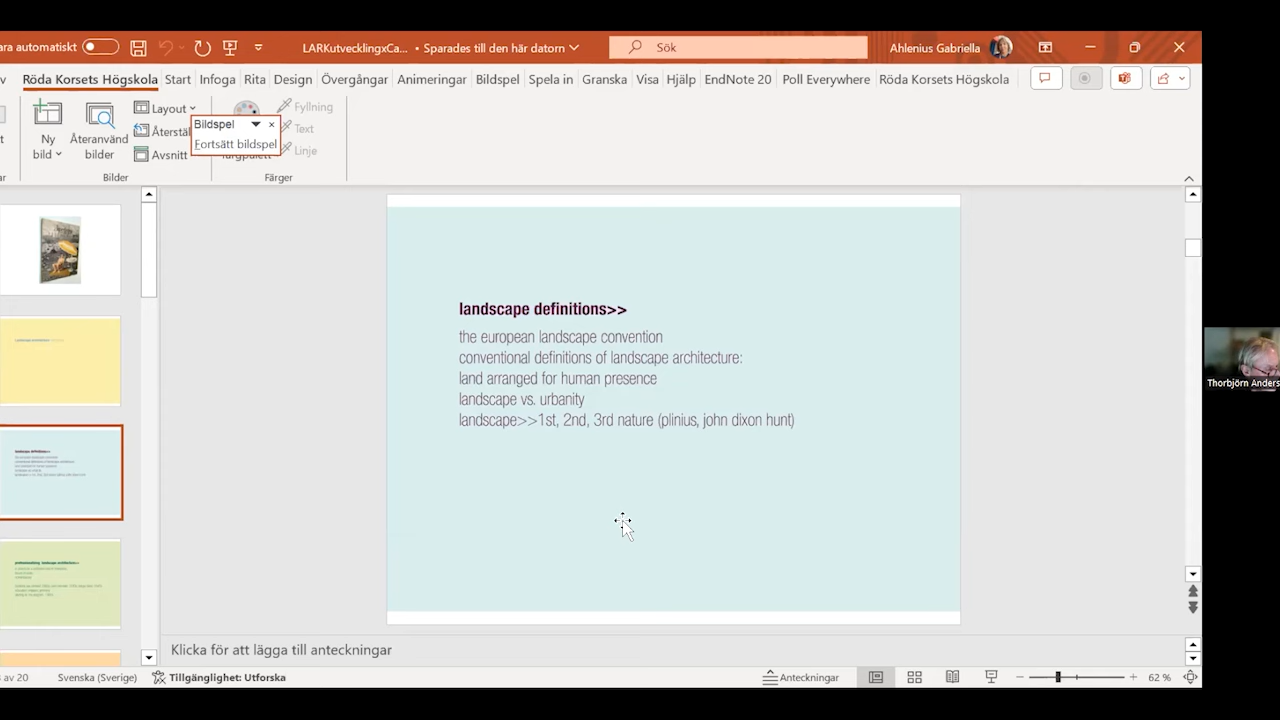 ara automatiskt
LARKutvecklingxCa... • Sparades till den här datorn
Sök
Ahlenius Gabriella
v Röda Korsets Högskola Start Infoga Rita Design Övergångar Animeringar Bildspel Spela in Granska Visa Hjälp EndNote 20 Poll Everywhere Röda Korsets Högskola
Ny bild
Återanvänd bilder
Layout
Återstäl
Avsnitt
Bilder
Bildspel
Fortsätt bildspel
Fyllning
Text
Linje
Färger
landscape definitions>>
the european landscape convention
conventional definitions of landscape architecture:
land arranged for human presence
landscape vs. urbanity
landscape>>1st, 2nd, 3rd nature (plinius, john dixon hunt)
Thorbjörn Anders
Klicka för att lägga till anteckningar
av 20
Svenska (Sverige)
Tillgänglighet: Utforska
Anteckningar
62 %